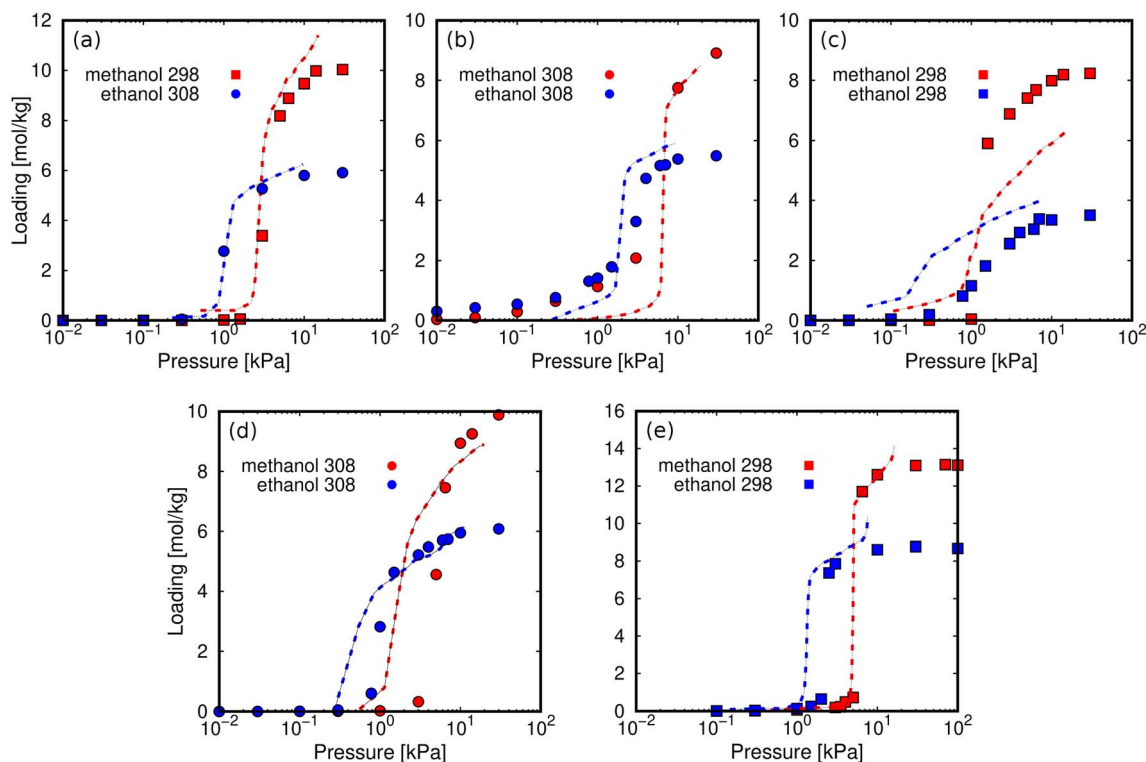 (a)
methanol 298
ethanol 308
Loading [mol/kg]
12
10
8
6
4
2
0
10⁻² 10⁻¹ 10⁰ 10¹ 10²
Pressure [kPa]
(b)
methanol 308
ethanol 308
10
8
6
4
2
0
10⁻² 10⁻¹ 10⁰ 10¹ 10²
Pressure [kPa]
(c)
methanol 298
ethanol 298
10
8
6
4
2
0
10⁻² 10⁻¹ 10⁰ 10¹ 10²
Pressure [kPa]
(d)
methanol 308
ethanol 308
Loading [mol/kg]
10
8
6
4
2
0
10⁻² 10⁻¹ 10⁰ 10¹ 10²
Pressure [kPa]
(e)
methanol 298
ethanol 298
16
14
12
10
8
6
4
2
0
10⁻² 10⁻¹ 10⁰ 10¹ 10²
Pressure [kPa]